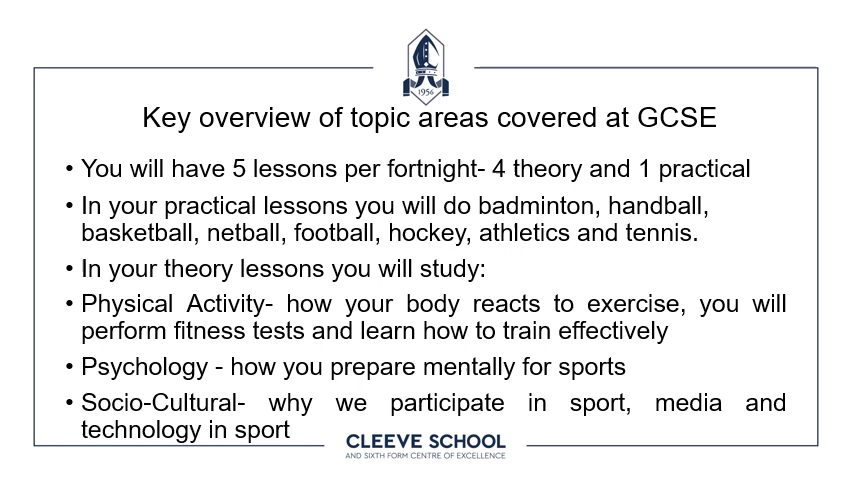 1956
Key overview of topic areas covered at GCSE
• You will have 5 lessons per fortnight- 4 theory and 1 practical
• In your practical lessons you will do badminton, handball,
basketball, netball, football, hockey, athletics and tennis.
• In your theory lessons you will study:
• Physical Activity- how your body reacts to exercise, you will
perform fitness tests and learn how to train effectively
• Psychology - how you prepare mentally for sports
• Socio-Cultural- why we participate in sport, media and
technology in sport
CLEEVE SCHOOL
AND SIXTH FORM CENTRE OF EXCELLENCE